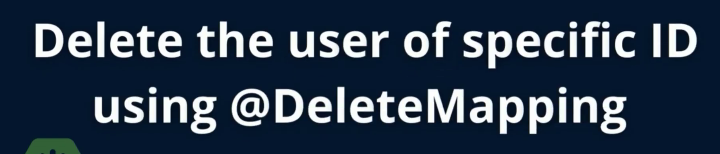 Delete the user of specific ID
using @DeleteMapping